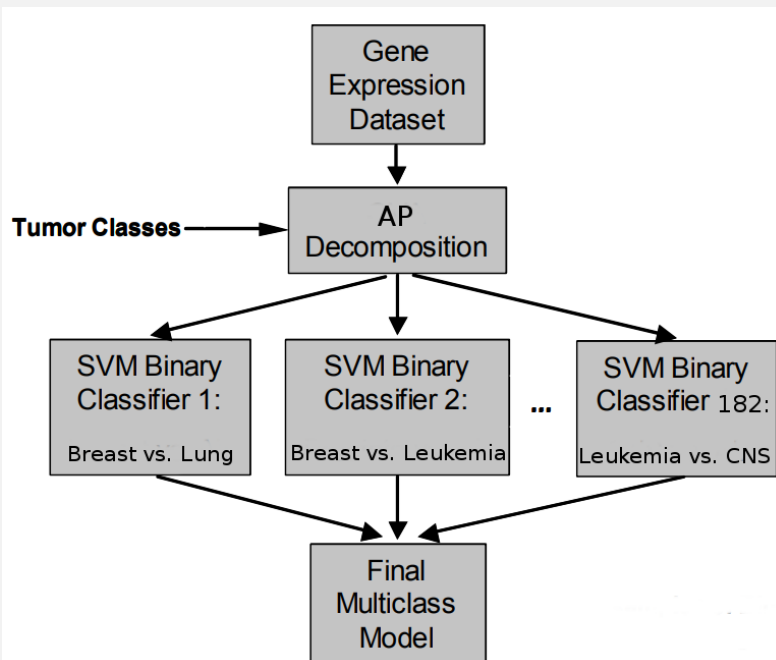 Gene
Expression
Dataset
Tumor Classes
AP
Decomposition
SVM Binary
Classifier 1:
Breast vs. Lung
SVM Binary
Classifier 2:
Breast vs. Leukemia
...
SVM Binary
Classifier 182:
Leukemia vs. CNS
Final
Multiclass
Model